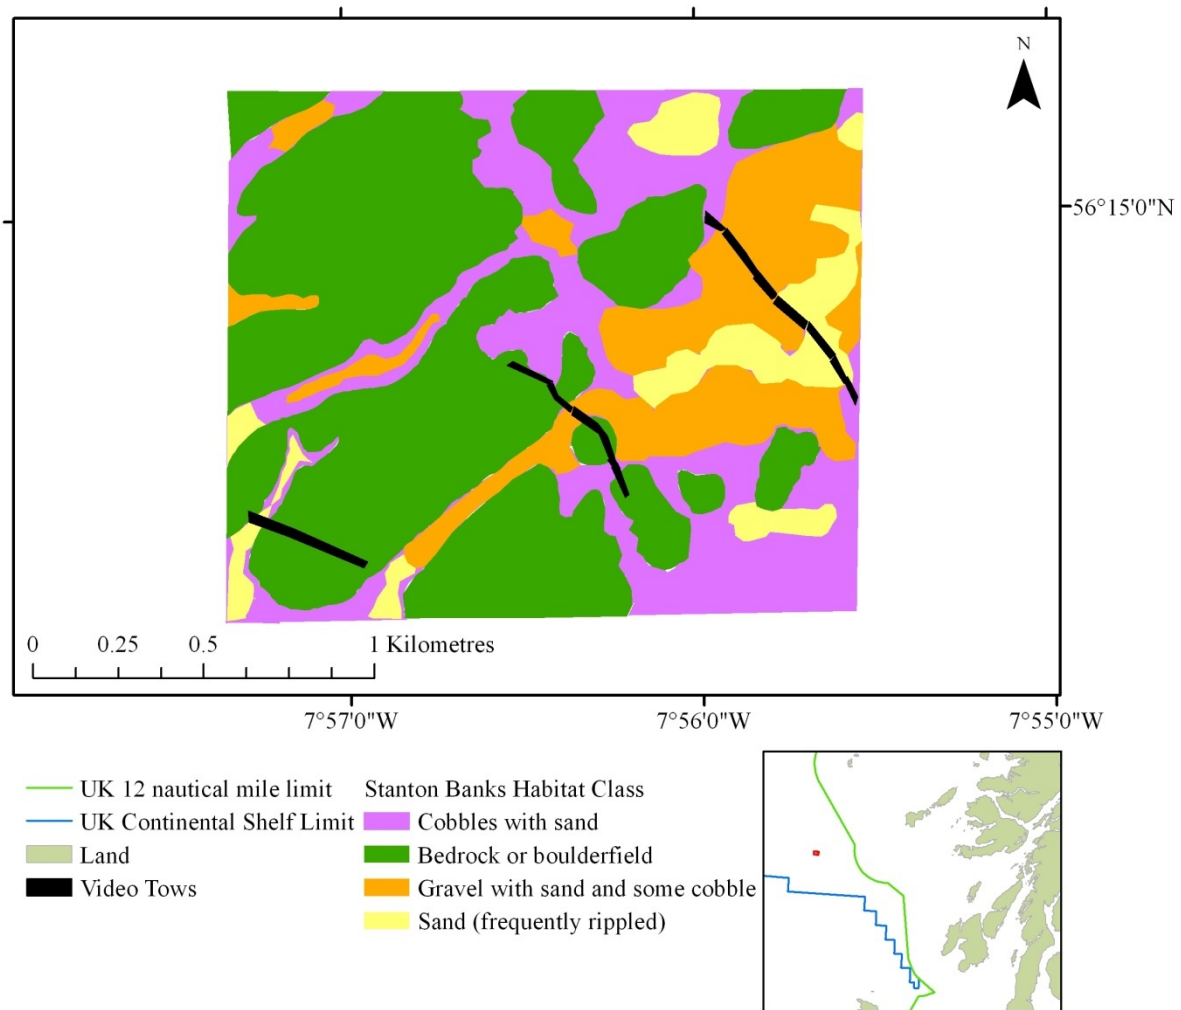 N
56°15'0"N
0 0.25 0.5 1 Kilometres
7°57'0"W 7°56'0"W 7°55'0"W
UK 12 nautical mile limit
UK Continental Shelf Limit
Land
Video Tows
Stanton Banks Habitat Class
Cobbles with sand
Bedrock or boulderfield
Gravel with sand and some cobble
Sand (frequently rippled)